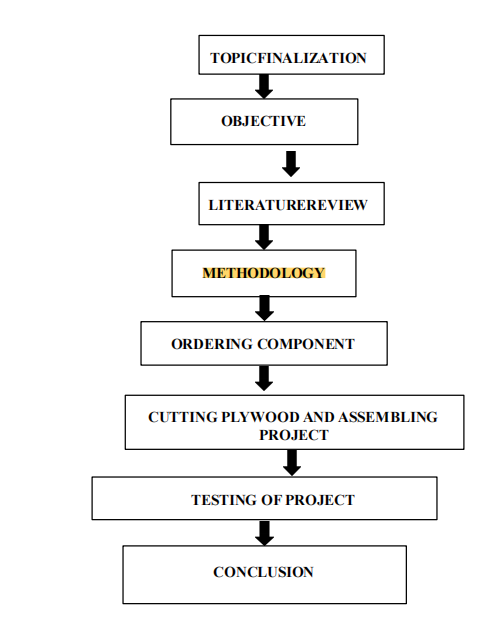 TOPICFINALIZATION
OBJECTIVE
LITERATUREREVIEW
METHODOLOGY
ORDERING COMPONENT
CUTTING PLYWOOD AND ASSEMBLING
PROJECT
TESTING OF PROJECT
CONCLUSION